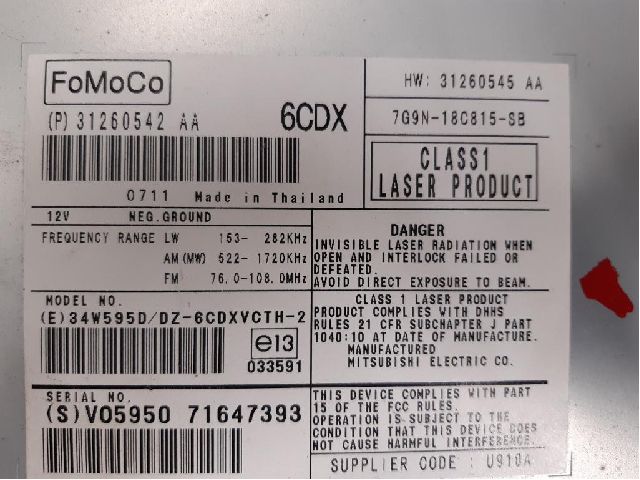 FoMoCo
HW: 31260545 AA
(P) 31260542 AA
6CDX
7G9N-18C815-SB
CLASS1
LASER PRODUCT
0711 Made in Thailand
12V NEG.GROUND
FREQUENCY RANGE LW 153- 282KHz
AM(MW) 522- 1720KHz
FM 76.0-108.0MHz
DANGER
INVISIBLE LASER RADIATION WHEN
OPEN AND INTERLOCK FAILED OR
DEFEATED.
AVOID DIRECT EXPOSURE TO BEAM.
MODEL NO.
(E)34W595D/DZ-6CDXVCTH-2
e13
033591
CLASS 1 LASER PRODUCT
PRODUCT COMPLIES WITH DHHS
RULES 21 CFR SUBCHAPTER J PART
1040:10 AT DATE OF MANUFACTURE.
MANUFACTURED
MITSUBISHI ELECTRIC CO.
SERIAL NO.
(S)V05950 71647393
THIS DEVICE COMPLIES WITH PART
15 OF THE FCC RULES.
OPERATION IS SUBJECT TO THE
CONDITION THAT THIS DEVICE DOES
NOT CAUSE HARMFUL INTERFERENCE.
SUPPLIER CODE : U910A